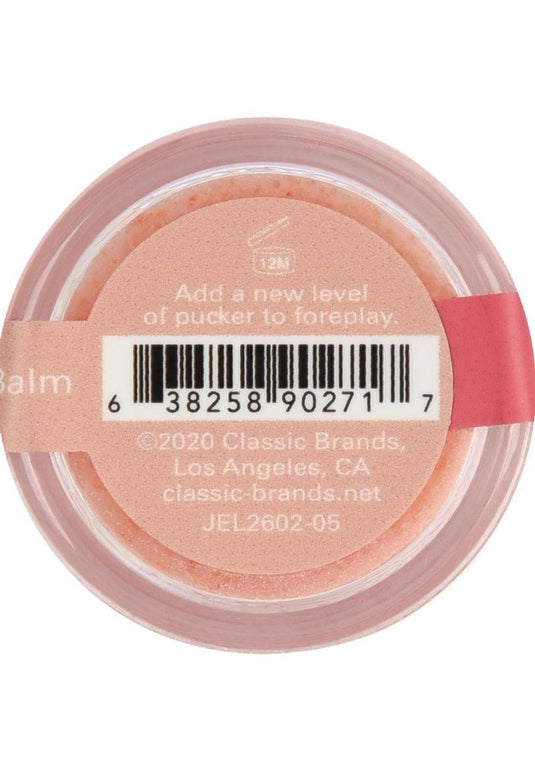 12M
Add a new level
of pucker to foreplay.
Balm
6 38258 90271 7
©2020 Classic Brands,
Los Angeles, CA
classic-brands.net
JEL2602-05